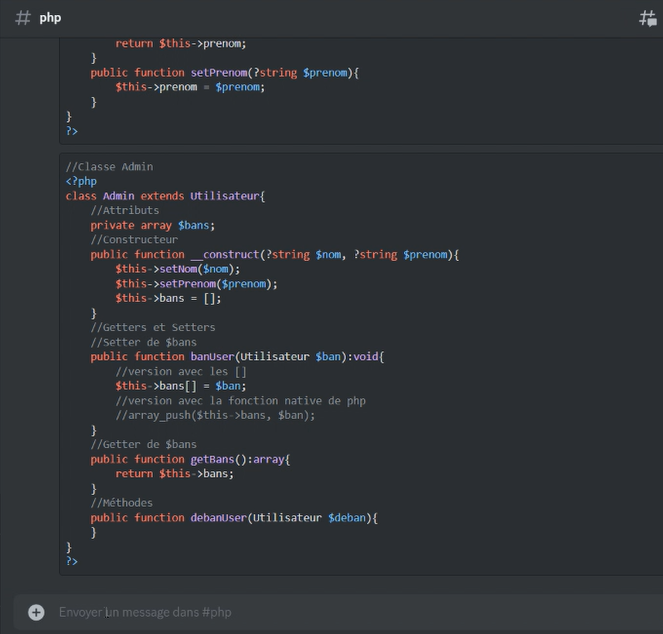 php
        return $this->prenom;
    }
    public function setPrenom(?string $prenom){
        $this->prenom = $prenom;
    }
}
?>
//Classe Admin
<?php
class Admin extends Utilisateur{
    //Attributs
    private array $bans;
    //Constructeur
    public function __construct(?string $nom, ?string $prenom){
        $this->setNom($nom);
        $this->setPrenom($prenom);
        $this->bans = [];
    }
    //Getters et Setters
    //Setter de $bans
    public function banUser(Utilisateur $ban):void{
        //version avec les []
        $this->bans[] = $ban;
        //version avec la fonction native de php
        //array_push($this->bans, $ban);
    }
    //Getter de $bans
    public function getBans():array{
        return $this->bans;
    }
    //Méthodes
    public function debanUser(Utilisateur $deban){
    }
}
?>
Envoyer un message dans #php